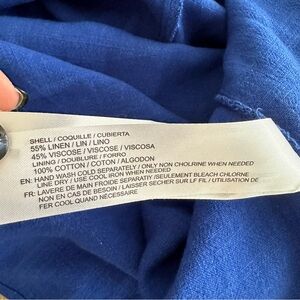 SHELL / COQUILLE / CUBIERTA
55% LINEN / LIN / LINO
45% VISCOSE / VISCOSE / VISCOSA
LINING / DOUBLURE / FORRO
100% COTTON / COTON / ALGODON
EN: HAND WASH COLD SEPARATELY / ONLY NON CHOLRINE WHEN NEEDED
LINE DRY / USE COOL IRON WHEN NEEDED
FR: LAVERE DE MAIN FROIDE SEPARATIY /SEULEMENT BLEACH CHLORINE
NON EN CAS DE BESOIN / LAISSER SECHER SUR LF FIL / UTILISATION DE
FER COOL QUAND NECESSAIRE